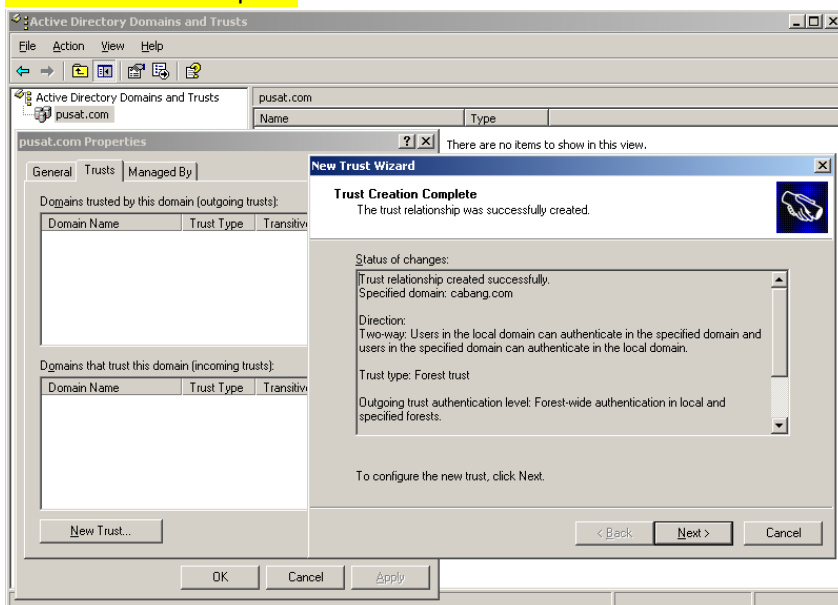 Active Directory Domains and Trusts
File Action View Help
Active Directory Domains and Trusts
pusat.com
pusat.com
Name Type
There are no items to show in this view.
pusat.com Properties
General Trusts Managed By
Domains trusted by this domain (outgoing trusts):
Domain Name Trust Type
Domains that trust this domain (incoming trusts):
Domain Name Trust Type
New Trust...
OK Cancel Apply
New Trust Wizard
Trust Creation Complete
The trust relationship was successfully created.
Status of changes:
Trust relationship created successfully.
Specified domain: cabang.com
Direction:
Two-way: Users in the local domain can authenticate in the specified domain and
users in the specified domain can authenticate in the local domain.
Trust type: Forest trust
Outgoing trust authentication level: Forest-wide authentication in local and
specified forests.
To configure the new trust, click Next.
< Back Next > Cancel